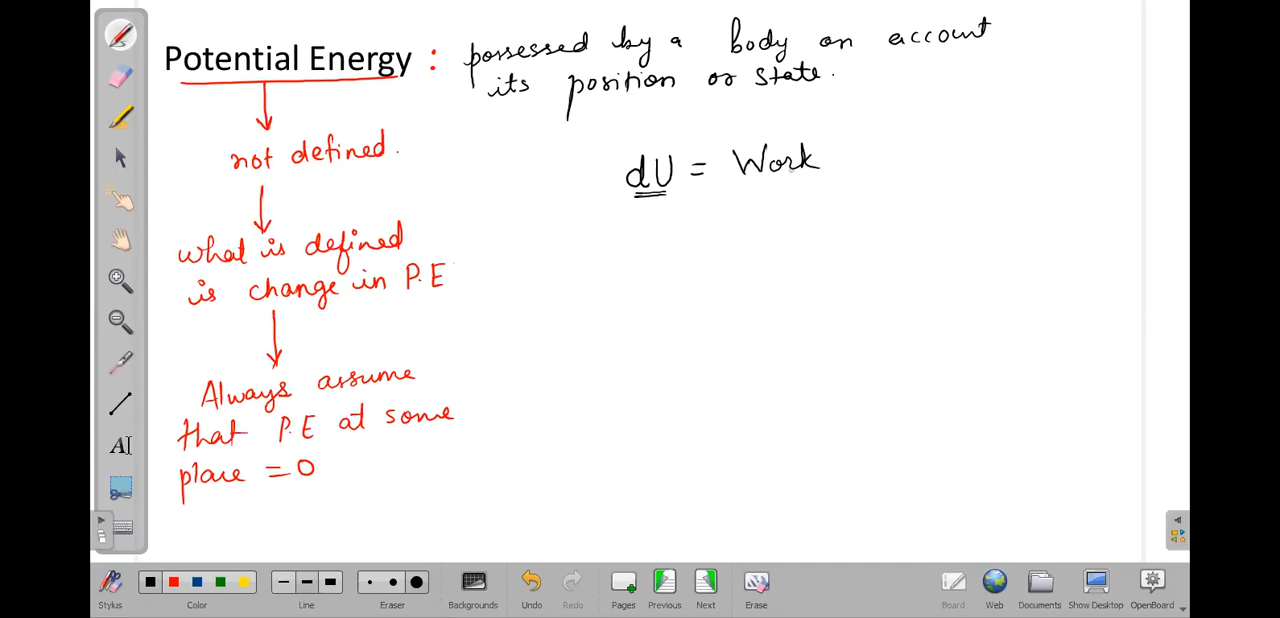 Potential Energy : possessed by a body on account
its position or state.
not defined.
dU = Work
what is defined
is change in P.E
Always assume
that P.E at some
place = 0
A
Stylus
Color
Line
Eraser
Backgrounds
Undo
Redo
Pages
Previous
Next
Erase
Board
Web
Documents
Show Desktop
OpenBoard